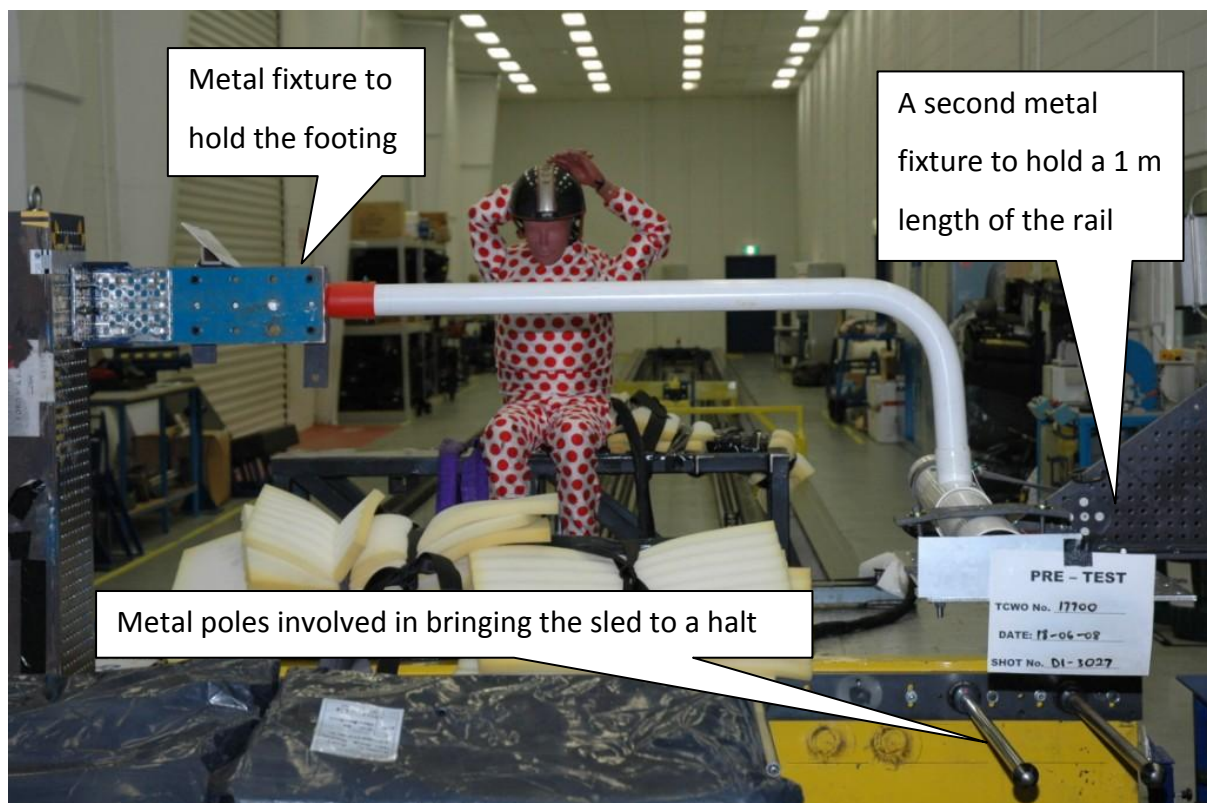 Metal fixture to
hold the footing
A second metal
fixture to hold a 1 m
length of the rail
Metal poles involved in bringing the sled to a halt
PRE – TEST
TCWO No. 17700
DATE: 18-06-08
SHOT No. D1-3027